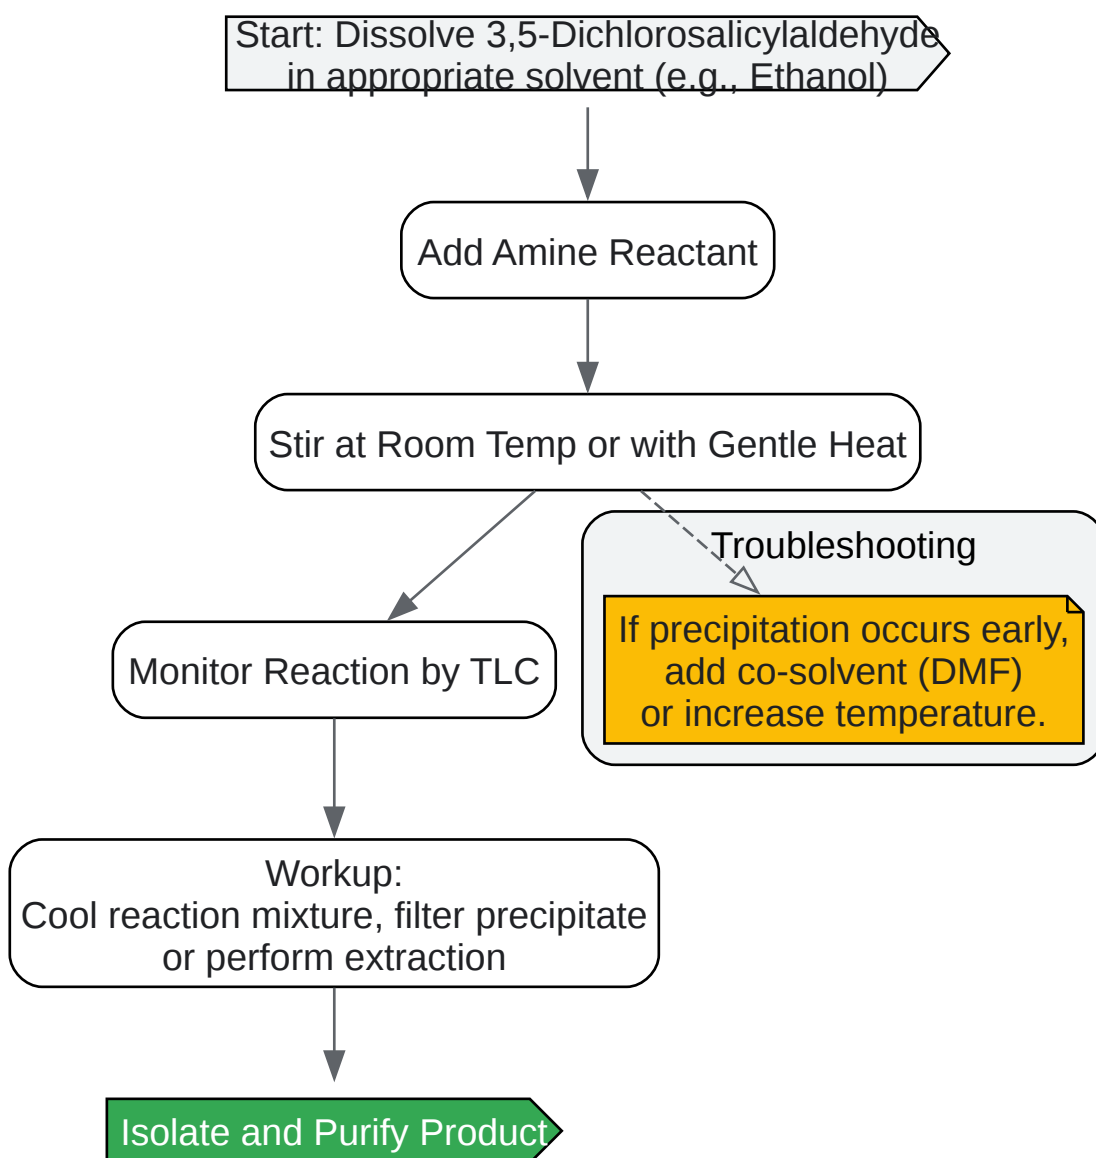 Start: Dissolve 3,5-Dichlorosalicylaldehyde
in appropriate solvent (e.g., Ethanol)
Add Amine Reactant
Stir at Room Temp or with Gentle Heat
Troubleshooting
If precipitation occurs early,
add co-solvent (DMF)
or increase temperature.
Monitor Reaction by TLC
Workup:
Cool reaction mixture, filter precipitate
or perform extraction
Isolate and Purify Product